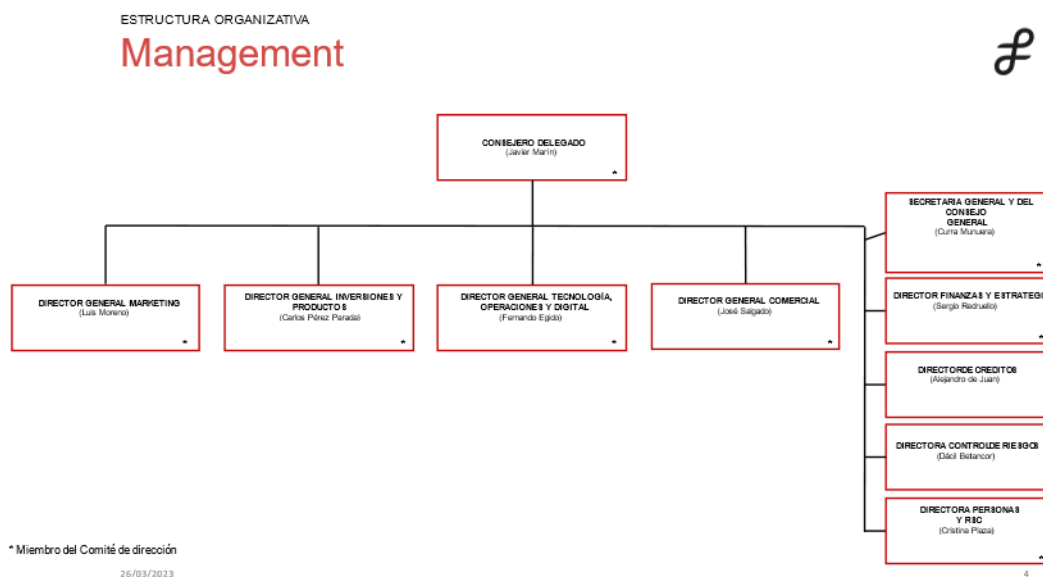 ESTRUCTURA ORGANIZATIVA
Management
CONSEJERO DELEGADO
(Javier Marín)
*
SECRETARIA GENERAL Y DEL
CONSEJO
GENERAL
(Curra Munuera)
*
DIRECTOR GENERAL MARKETING
(Luis Moreno)
*
DIRECTOR GENERAL INVERSIONES Y
PRODUCTOS
(Carlos Pérez Parada)
*
DIRECTOR GENERAL TECNOLOGÍA,
OPERACIONES Y DIGITAL
(Fernando Egido)
*
DIRECTOR GENERAL COMERCIAL
(José Salgado)
*
DIRECTOR FINANZAS Y ESTRATEGI
(Sergio Redruello)
*
DIRECTORDE CREDITOS
(Alejandro de Juan)
DIRECTORA CONTROLDE RIESGOS
(Dácil Betancor)
DIRECTORA PERSONAS
Y RSC
(Cristina Plaza)
*
* Miembro del Comité de dirección
26/03/2023
4